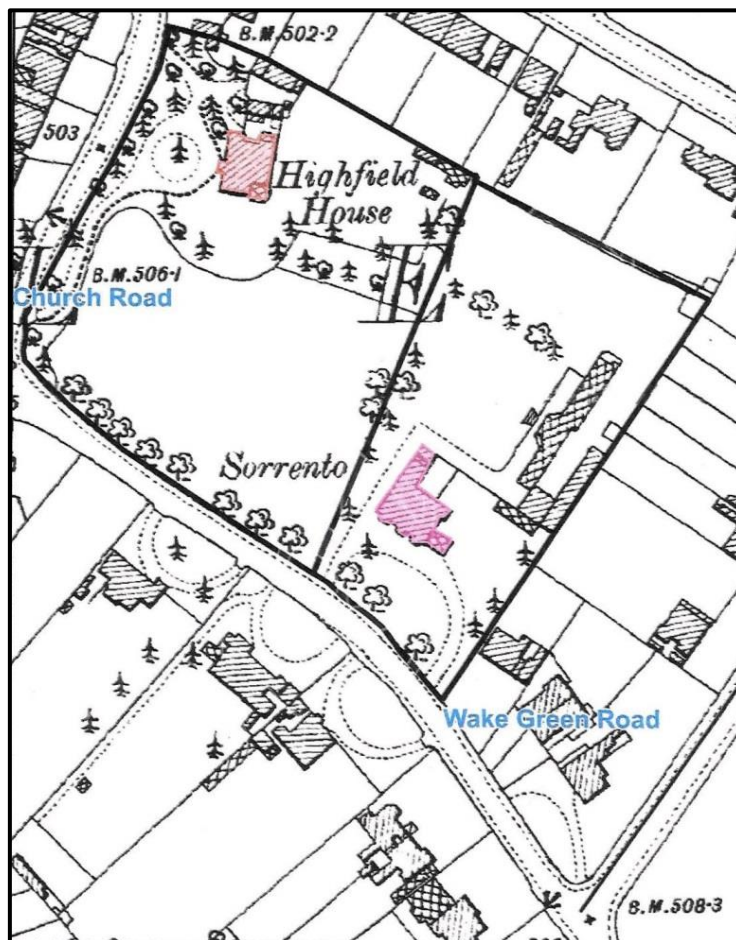 B.M.502·2
503
Highfield
House
B.M.506·1
Church Road
Sorrento
Wake Green Road
B.M.508·3